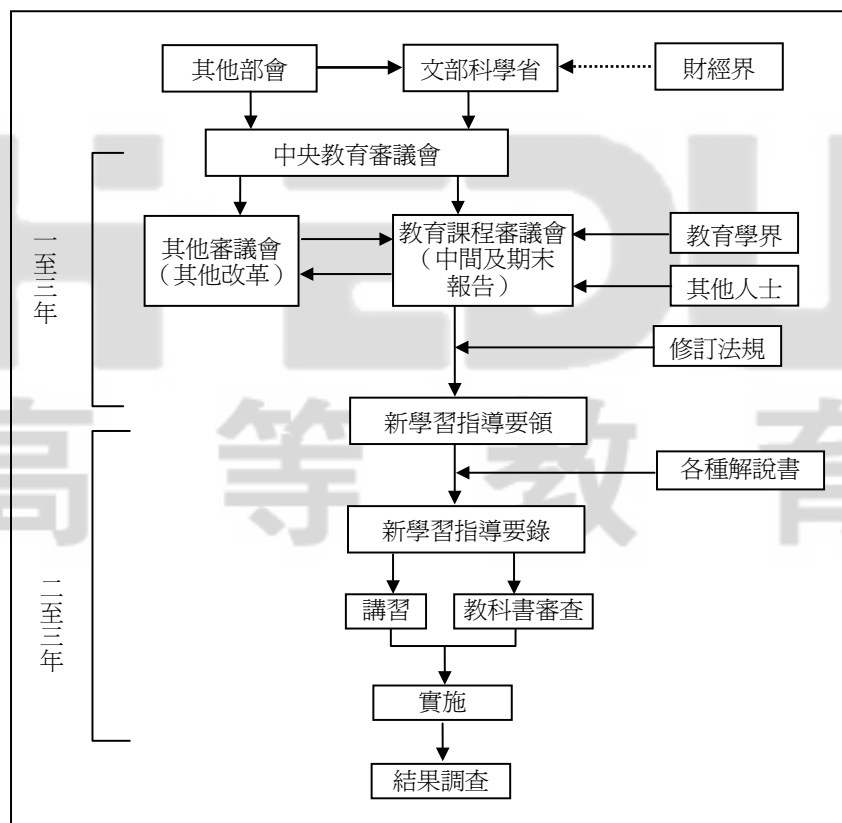 其他部會
文部科學省
財經界
中央教育審議會
其他審議會
（其他改革）
教育課程審議會
（中間及期末
報告）
教育學界
其他人士
修訂法規
一至三年
新學習指導要領
各種解說書
新學習指導要錄
講習
教科書審查
二至三年
實施
結果調查
高等教育